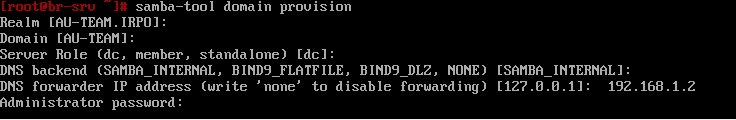 [root@br-srv ~]# samba-tool domain provision
Realm [AU-TEAM.IRPO]:
Domain [AU-TEAM]:
Server Role (dc, member, standalone) [dc]:
DNS backend (SAMBA_INTERNAL, BIND9_FLATFILE, BIND9_DLZ, NONE) [SAMBA_INTERNAL]:
DNS forwarder IP address (write 'none' to disable forwarding) [127.0.0.1]:  192.168.1.2
Administrator password: